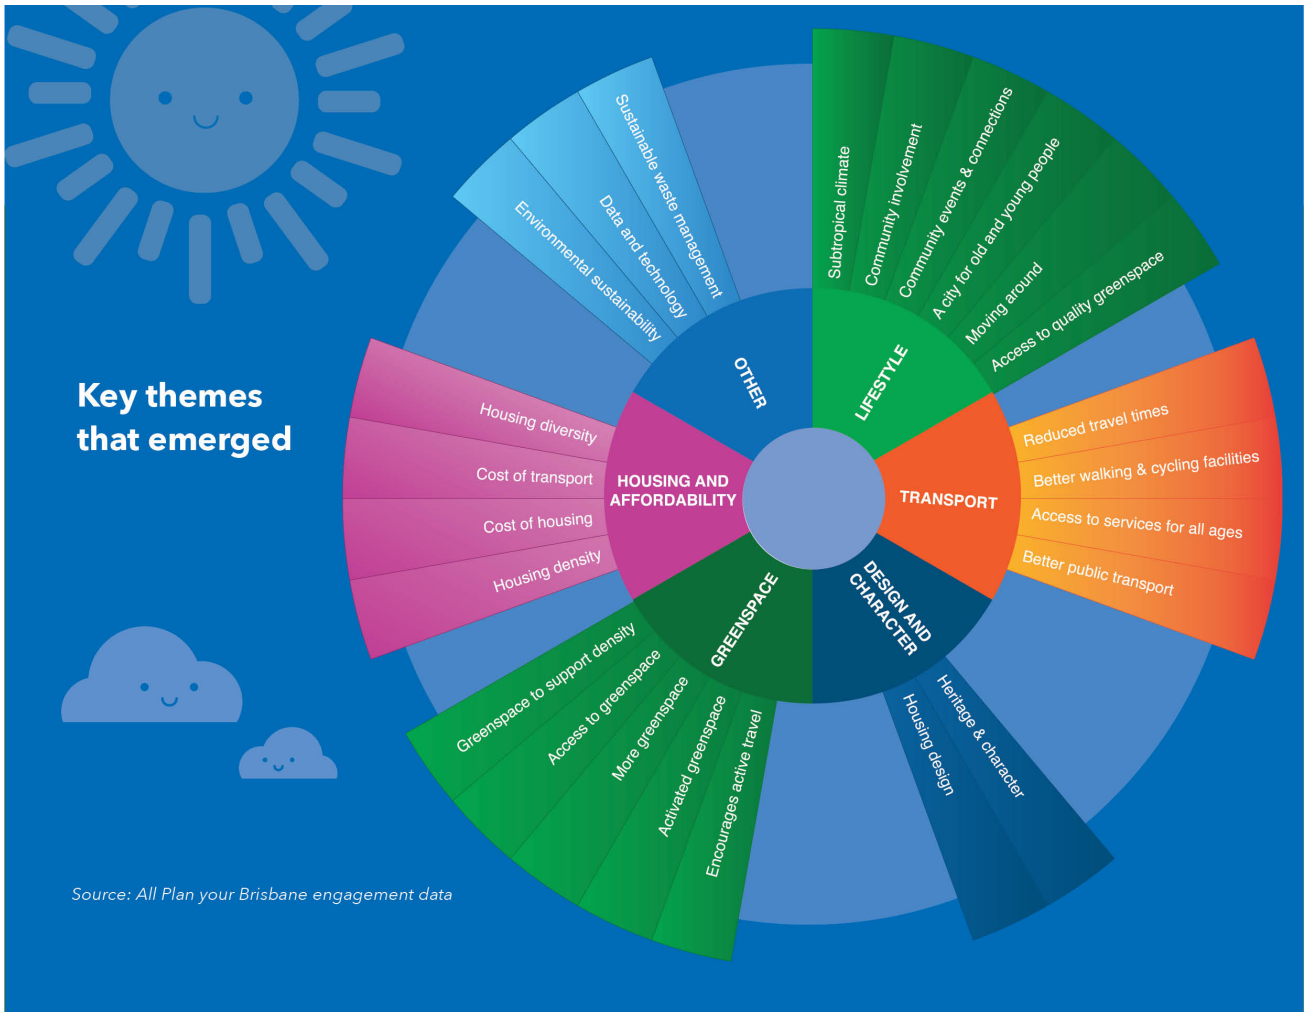 Key themes
that emerged
LIFESTYLE
Subtropical climate
Community involvement
Community events & connections
A city for old and young people
Moving around
Access to quality greenspace
TRANSPORT
Reduced travel times
Better walking & cycling facilities
Access to services for all ages
Better public transport
DESIGN AND
CHARACTER
Heritage & character
Housing design
GREENSPACE
Encourages active travel
Activated greenspace
More greenspace
Access to greenspace
Greenspace to support density
HOUSING AND
AFFORDABILITY
Housing density
Cost of housing
Cost of transport
Housing diversity
OTHER
Environmental sustainability
Data and technology
Sustainable waste management
Source: All Plan your Brisbane engagement data